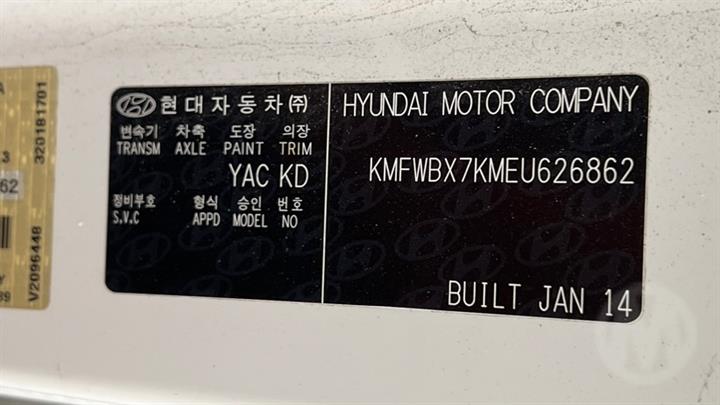 현대자동차㈜
변속기 차축 도장 의장
TRANSM AXLE PAINT TRIM
YAC KD
정비부호 형식 승인 번호
S.V.C APPD MODEL NO
HYUNDAI MOTOR COMPANY
KMFWBX7KMEU626862
BUILT JAN 14
320181701
V2096448